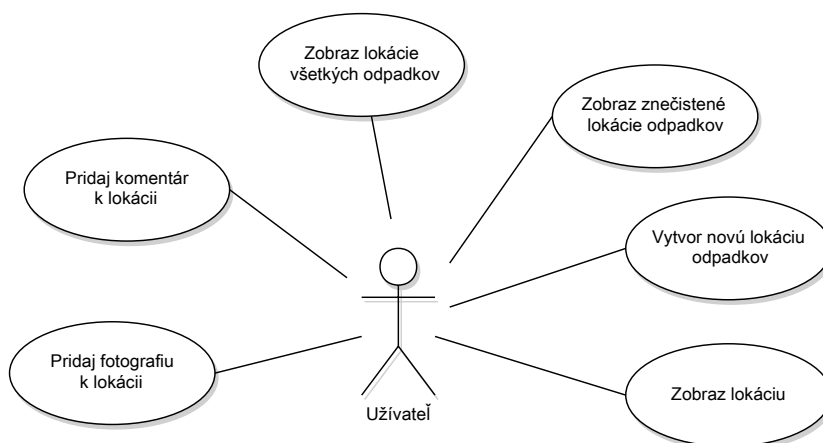 Zobraz lokácie
všetkých odpadkov
Zobraz znečistené
lokácie odpadkov
Pridaj komentár
k lokácii
Vytvor novú lokáciu
odpadkov
Pridaj fotografiu
k lokácii
Zobraz lokáciu
Užívateľ